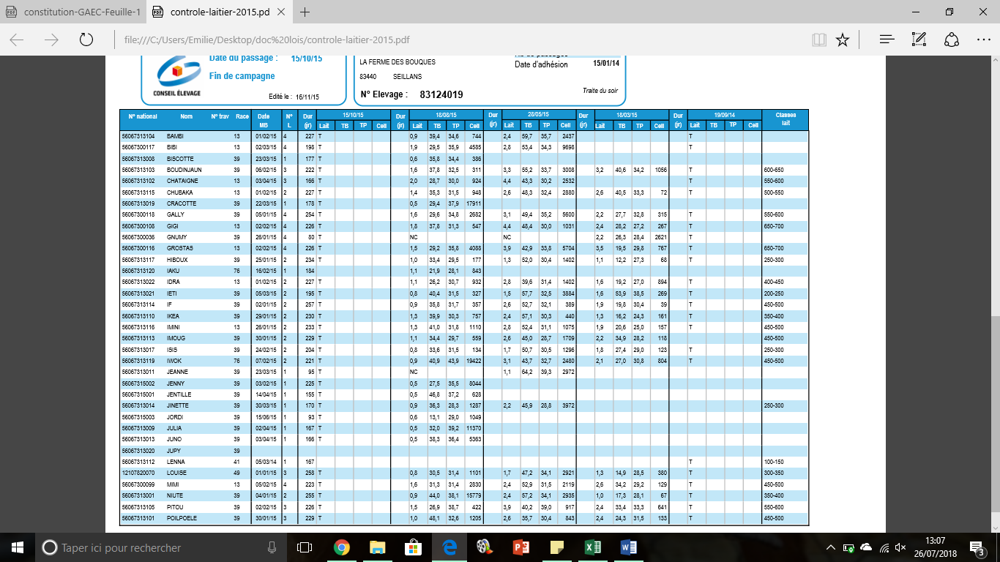 constitution-GAEC-Feuille-1 controle-laitier-2015.pd
file:///C:/Users/Emilie/Desktop/doc%20lois/controle-laitier-2015.pdf
Date du passage : 15/10/15
Fin de campagne
CONSEIL ÉLEVAGE
Edité le : 16/11/15
LA FERME DES BOUQUES
83440 SEILLANS
N° Elevage : 83124019
Date d'adhésion 15/01/14
Traite du soir
N° national Nom N° trav Race Date MB N° L Dur (jr) 15/10/15 Dur (jr) 18/08/15 Dur (jr) 28/05/15 Dur (jr) 18/03/15 Dur (jr) 19/09/14 Classes lait
Lait TB TP Cell Lait TB TP Cell Lait TB TP Cell Lait TB TP Cell Lait TB TP Cell
56067313104 BAMBI 13 01/02/15 4 227 T 0,9 39,4 34,6 744 2,4 59,7 35,7 2437 T
56067300117 BIBI 13 02/03/15 4 198 T 1,9 29,5 35,9 4585 2,8 53,4 34,3 9698 T
56067313008 BISCOTTE 39 23/03/15 1 177 T 0,6 35,8 34,4 386
56067313103 BOUDINJAUN 39 06/02/15 3 222 T 1,6 37,8 32,5 311 3,3 55,2 33,7 3008 3,2 40,6 34,2 1056 T 600-650
56067313102 CHATAIGNE 13 03/04/15 3 166 T 2,0 28,7 30,0 924 4,4 43,3 30,2 2532 T 550-600
56067313115 CHUBAKA 13 01/02/15 2 227 T 1,4 35,3 31,5 948 2,6 48,3 32,4 2880 2,6 40,5 33,3 72 T 500-550
56067313019 CRACOTTE 39 22/03/15 1 178 T 0,5 29,4 37,9 17911
56067300118 GALLY 39 05/01/15 4 254 T 1,6 29,6 34,8 2682 3,1 49,4 35,2 5600 2,2 27,7 32,8 315 T 550-600
56067300108 GIGI 13 02/02/15 4 226 T 1,8 37,8 31,3 547 4,4 48,4 30,0 1031 2,4 28,2 27,2 267 T 650-700
56067300036 GNUMY 39 26/01/15 4 80 T NC NC 2,2 26,3 28,4 2621 T
56067300116 GROSTAS 13 02/02/15 4 226 T 1,5 29,2 35,8 4088 3,9 42,9 33,8 5704 3,5 19,5 29,8 767 T 650-700
56067313117 HIBOUX 39 25/01/15 2 234 T 1,0 33,4 29,5 177 1,3 52,0 30,4 1402 1,1 12,2 27,3 68 T 250-300
56067313120 IAKU 76 16/02/15 1 184 1,1 21,9 28,1 843
56067313022 IDRA 13 01/02/15 2 227 T 1,1 26,2 30,7 932 2,8 39,6 31,4 1402 1,6 19,2 27,0 894 T 400-450
56067313021 IETI 39 05/03/15 2 195 T 0,8 40,4 31,5 327 1,5 57,7 32,5 3884 1,6 53,9 38,5 269 T 200-250
56067313114 IF 39 02/01/15 2 257 T 0,9 35,8 31,7 357 2,6 52,7 32,1 389 1,9 19,8 30,4 39 T 450-500
56067313110 IKEA 39 29/01/15 2 230 T 1,3 39,9 30,3 757 2,4 57,1 30,3 440 1,3 16,2 24,3 161 T 350-400
56067313116 IMINI 13 26/01/15 2 233 T 1,3 41,0 31,8 1110 2,8 52,4 31,1 1075 1,9 20,6 25,0 157 T 450-500
56067313113 IMOUG 39 30/01/15 2 229 T 1,1 34,4 29,7 559 2,6 45,0 28,7 1709 2,2 34,9 28,2 118 450-500
56067313017 ISIS 39 24/02/15 2 204 T 0,8 33,6 31,5 134 1,7 50,7 30,5 1296 1,8 27,4 29,0 123 T 250-300
56067313119 IWOK 76 07/02/15 2 221 T 0,9 40,9 43,9 19422 3,1 43,7 32,7 2480 2,1 27,0 30,8 804 T 450-500
56067313011 JEANNE 39 23/03/15 1 95 T NC 1,1 64,2 39,3 2972
56067315002 JENNY 39 03/02/15 1 225 T 0,5 27,5 35,5 8044
56067315001 JENTILLE 39 14/04/15 1 155 T 0,5 46,8 37,2 628
56067313014 JINETTE 39 30/03/15 1 170 T 0,9 36,3 28,3 1287 2,2 45,9 28,8 3972 250-300
56067315003 JORDI 39 15/06/15 1 93 T 0,6 13,1 29,0 1049
56067313009 JULIA 39 02/04/15 1 167 T 0,5 32,0 39,2 11370
56067313013 JUNO 39 03/04/15 1 166 T 0,5 38,3 36,4 5363
56067313020 JUPY 39
56067313112 LENNA 41 05/03/14 1 167 T 100-150
12107820070 LOUISE 49 01/01/15 3 258 T 0,8 30,5 31,4 1101 1,7 47,2 34,1 2921 1,3 14,9 28,5 380 T 300-350
56067300099 MIMI 13 05/02/15 4 223 T 1,6 31,3 31,4 2830 2,4 52,9 31,5 2119 2,6 34,2 29,2 129 T 450-500
56067313001 NIUTE 39 04/01/15 2 255 T 0,9 44,0 38,1 15779 2,4 57,2 34,1 2935 1,0 17,3 28,1 67 T 350-400
56067313105 PITOU 39 02/02/15 3 226 T 1,5 26,9 38,7 422 3,9 40,2 39,0 917 2,4 33,4 33,3 641 T 550-600
56067313101 POILPOELE 39 30/01/15 3 229 T 1,0 48,1 32,6 1205 2,6 35,7 30,4 843 2,4 24,3 31,5 133 T 450-500
Taper ici pour rechercher
13:07
26/07/2018
3